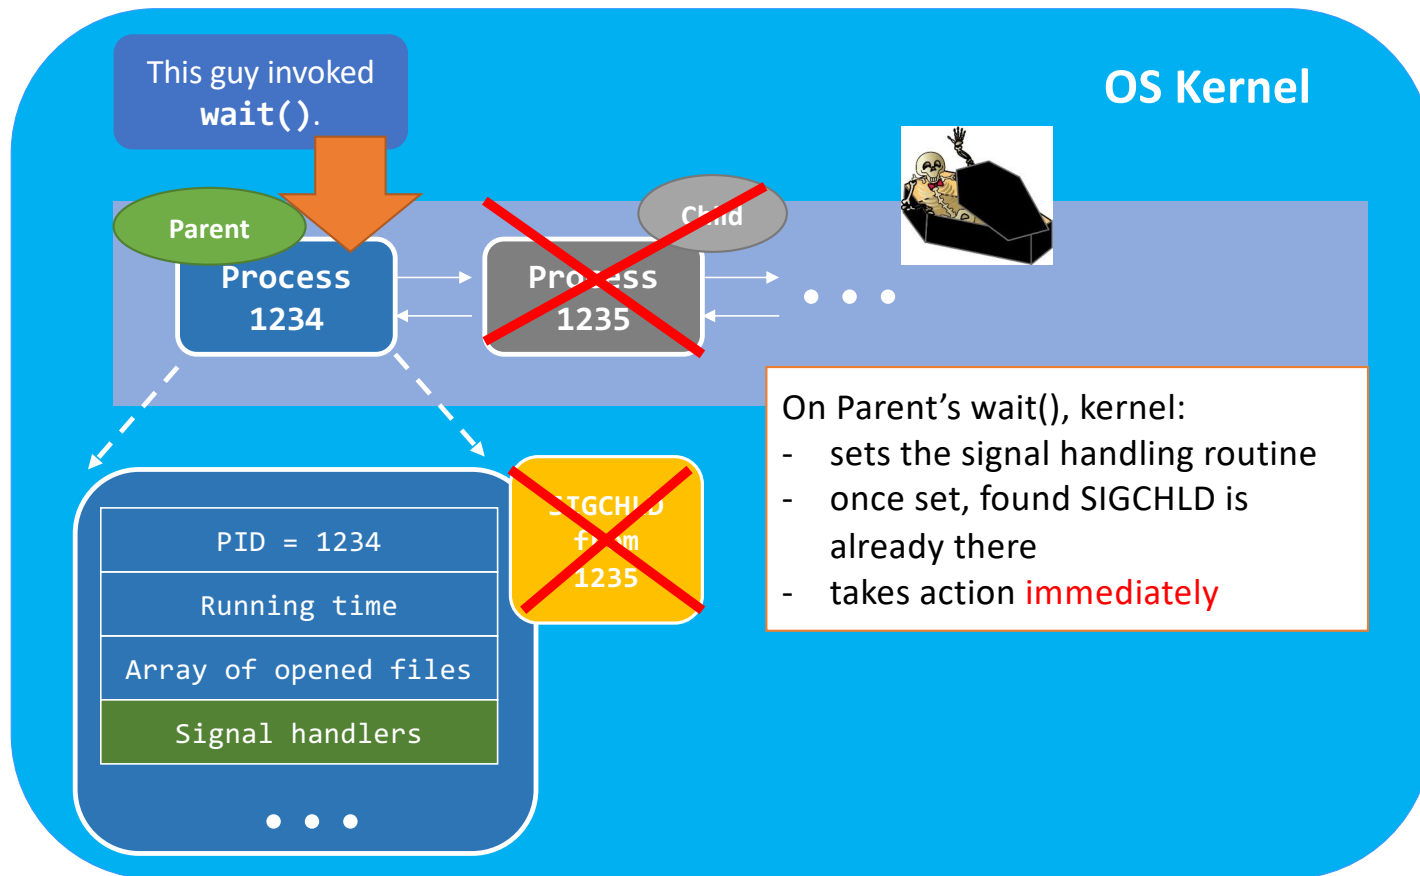 This guy invoked
wait().
OS Kernel
Parent
Child
Process
1234
Process
1235
• • •
On Parent’s wait(), kernel:
- sets the signal handling routine
- once set, found SIGCHLD is
already there
- takes action immediately
SIGCHLD
from
1235
PID = 1234
Running time
Array of opened files
Signal handlers
• • •